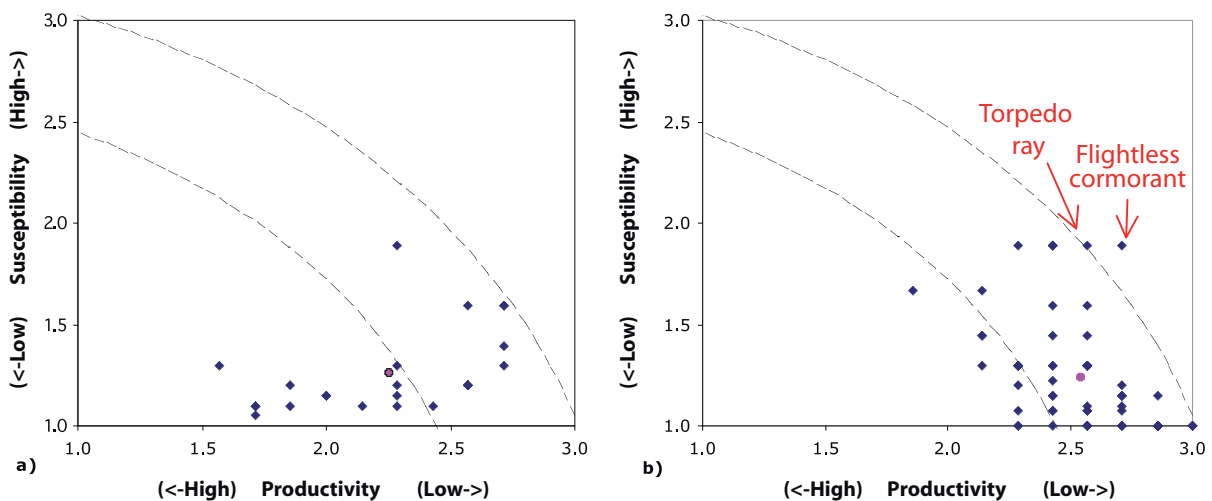 3.0
2.5
2.0
1.5
1.0
1.0
1.5
2.0
2.5
3.0
(<-Low) Susceptibility (High->)
(<-High) Productivity (Low->)
a)
3.0
2.5
2.0
1.5
1.0
1.0
1.5
2.0
2.5
3.0
(<-Low) Susceptibility (High->)
(<-High) Productivity (Low->)
b)
Torpedo
ray
Flightless
cormorant